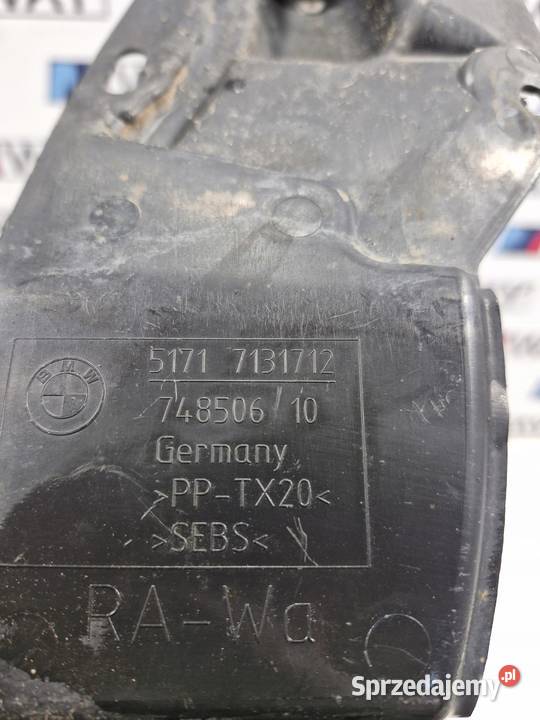 BMW
5171 7131712
748506/10
Germany
>PP-TX20<
>SEBS<
RA-Wa
Sprzedajemy.pl